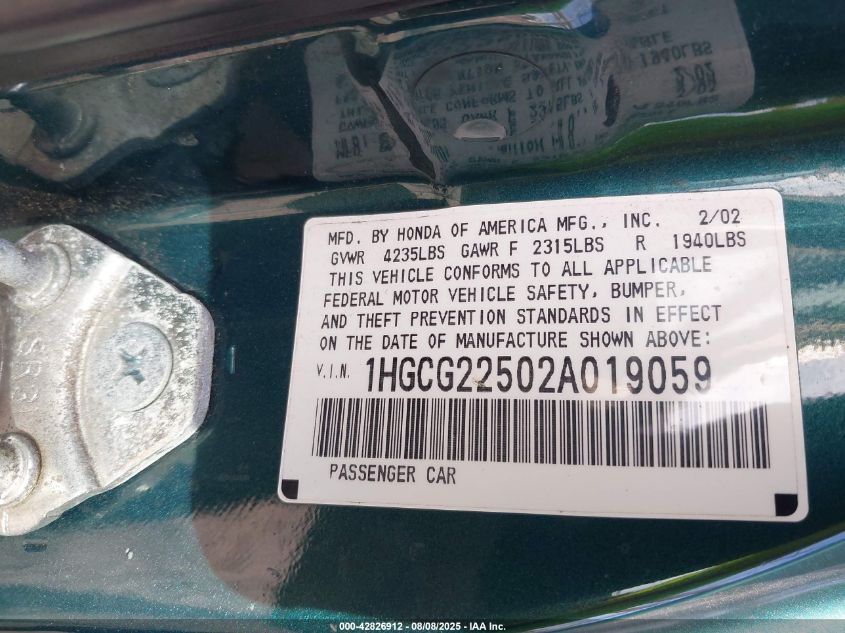 MFD. BY HONDA OF AMERICA MFG., INC. 2/02
GVWR 4235LBS GAWR F 2315LBS R 1940LBS
THIS VEHICLE CONFORMS TO ALL APPLICABLE
FEDERAL MOTOR VEHICLE SAFETY, BUMPER,
AND THEFT PREVENTION STANDARDS IN EFFECT
ON THE DATE OF MANUFACTURE SHOWN ABOVE:
V.I.N. 1HGCG22502A019059
PASSENGER CAR
SR3
000-42826912 - 08/08/2025 - IAA Inc.